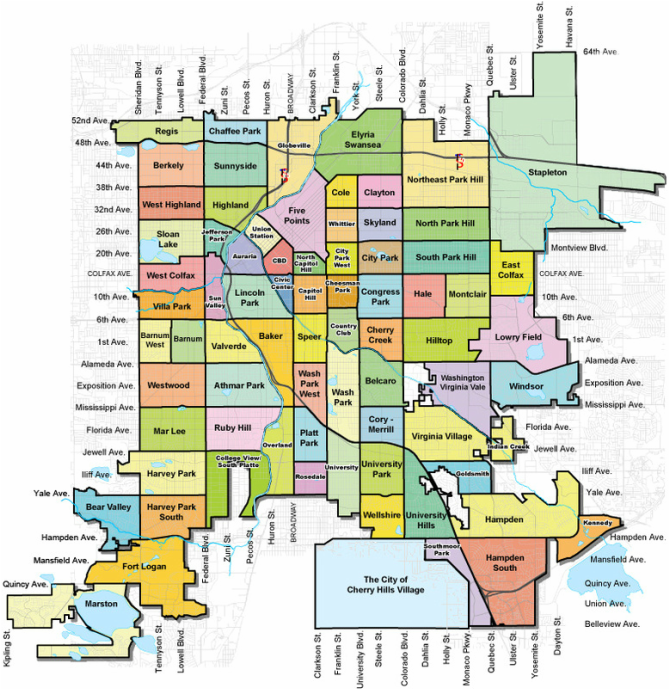 Yosemite St.
Havana St.
64th Ave.
Sheridan Blvd.
Tennyson St.
Lowell Blvd.
Federal Blvd.
Zuni St.
Pecos St.
Huron St.
BROADWAY
Clarkson St.
Franklin St.
York St.
Steele St.
Colorado Blvd.
Dahlia St.
Holly St.
Monaco Pkwy
Quebec St.
Ulster St.
52nd Ave.
Regis
Chaffee Park
Globeville
Elyria
Swansea
48th Ave.
44th Ave.
Berkely
Sunnyside
Northeast Park Hill
Stapleton
38th Ave.
Cole
Clayton
West Highland
Highland
Five
Points
32nd Ave.
Whittier
Skyland
North Park Hill
26th Ave.
Sloan
Lake
Jefferson
Park
Union
Station
Montview Blvd.
20th Ave.
Auraria
CBD
North
Capitol
Hill
City
Park
West
City Park
South Park Hill
East
Colfax
COLFAX AVE.
West Colfax
COLFAX AVE.
Civic
Center
Cheesman
Park
10th Ave.
Villa Park
Sun
Valley
Lincoln
Park
Capitol
Hill
Congress
Park
Hale
Montclair
10th Ave.
6th Ave.
6th Ave.
1st Ave.
Barnum
West
Barnum
Valverde
Baker
Speer
Country
Club
Cherry
Creek
Hilltop
Lowry Field
1st Ave.
Alameda Ave.
Alameda Ave.
Exposition Ave.
Westwood
Athmar Park
Wash
Park
West
Wash
Park
Belcaro
Washington
Virginia Vale
Windsor
Exposition Ave.
Mississippi Ave.
Mississippi Ave.
Florida Ave.
Mar Lee
Ruby Hill
Overland
Platt
Park
Cory -
Merrill
Virginia Village
Indian Creek
Florida Ave.
Jewell Ave.
Jewell Ave.
Iliff Ave.
Harvey Park
College View
South Platte
Rosedale
University
University
Park
Goldsmith
Iliff Ave.
Yale Ave.
Yale Ave.
Bear Valley
Harvey Park
South
Wellshire
University
Hills
Hampden
Kennedy
Hampden Ave.
Federal Blvd.
Zuni St.
Pecos St.
Huron St.
BROADWAY
Hampden Ave.
Mansfield Ave.
Fort Logan
Southmoor
Park
Hampden
South
Mansfield Ave.
Quincy Ave.
The City of
Cherry Hills Village
Quincy Ave.
Marston
Union Ave.
Belleview Ave.
Kipling St.
Tennyson St.
Lowell Blvd.
Clarkson St.
Franklin St.
University Blvd.
Steele St.
Colorado Blvd.
Dahlia St.
Holly St.
Monaco Pkwy
Quebec St.
Ulster St.
Yosemite St.
Dayton St.